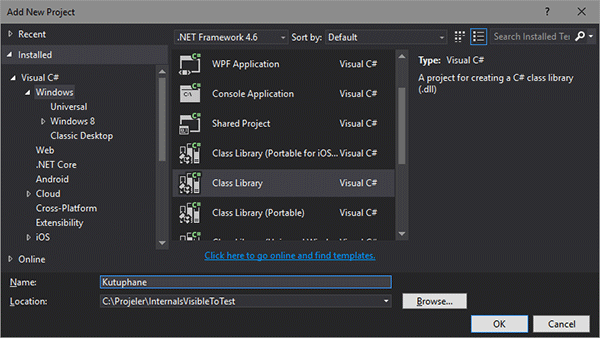 Add New Project
? 
Recent
Installed
.NET Framework 4.6 Sort by: Default Search Installed Te
Visual C#
Windows
Universal
Windows 8
Classic Desktop
Web
.NET Core
Android
Cloud
Cross-Platform
Extensibility
iOS
Online
WPF Application Visual C#
Console Application Visual C#
Shared Project Visual C#
Class Library (Portable for iOS... Visual C#
Class Library Visual C#
Class Library (Portable) Visual C#
Click here to go online and find templates.
Type: Visual C#
A project for creating a C# class library
(.dll)
Name: Kutuphane
Location: C:\Projeler\InternalsVisibleToTest Browse...
OK Cancel